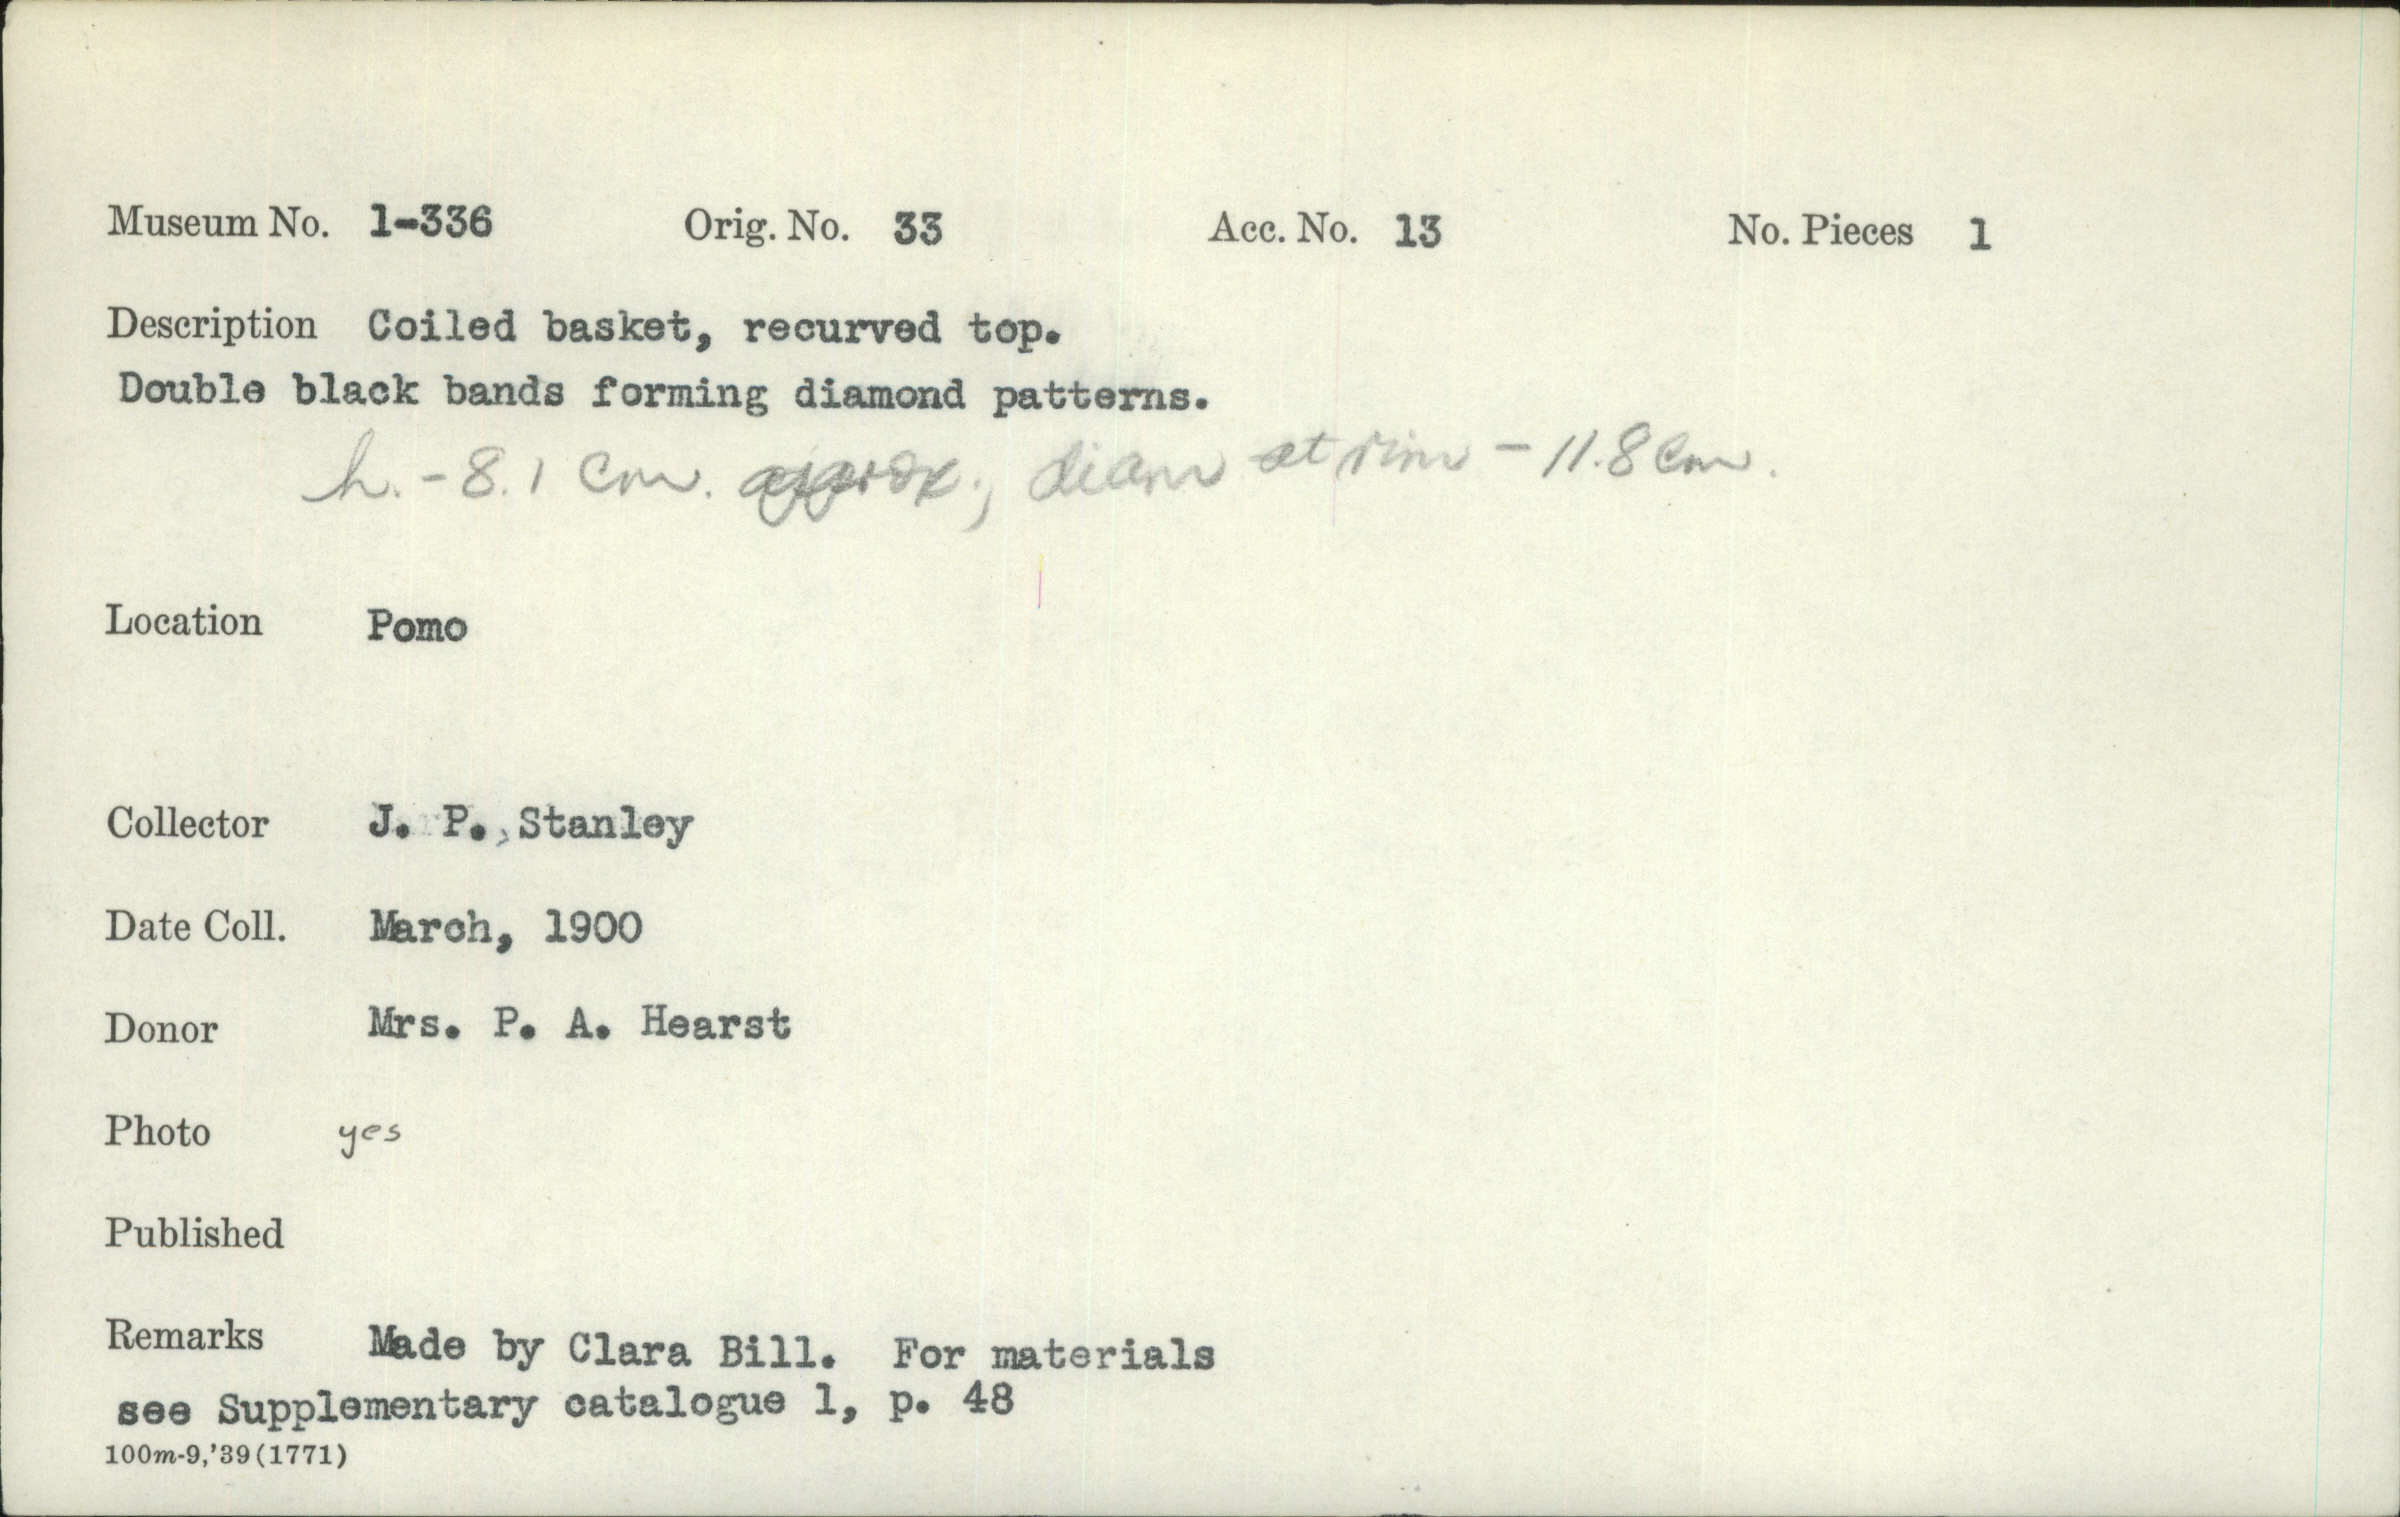 Museum No. 1-336 Orig. No. 33 Acc. No. 13 No. Pieces 1
Description Coiled basket, recurved top.
Double black bands forming diamond patterns.
h. - 8.1 cm. approx., diam at rim - 11.8 cm.
Location Pomo
Collector J. P. Stanley
Date Coll. March, 1900
Donor Mrs. P. A. Hearst
Photo yes
Published
Remarks Made by Clara Bill. For materials
see Supplementary catalogue 1, p. 48
100m-9,'39(1771)